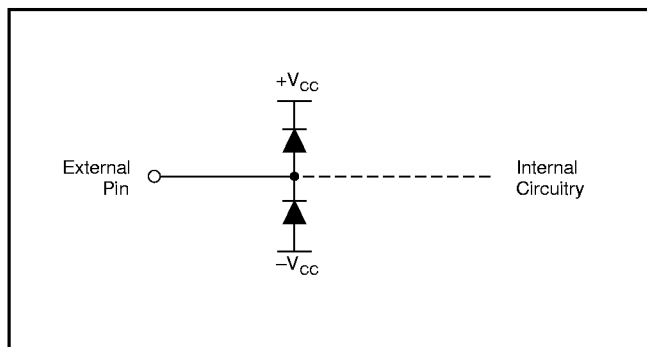 +VCC
External
Pin
Internal
Circuitry
–VCC